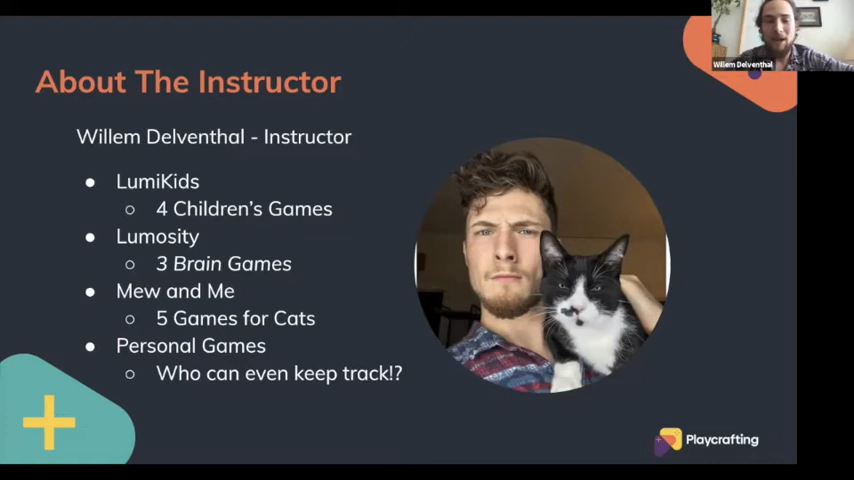 Willem Delventhal
About The Instructor
Willem Delventhal - Instructor
● LumiKids
○ 4 Children's Games
● Lumosity
○ 3 Brain Games
● Mew and Me
○ 5 Games for Cats
● Personal Games
○ Who can even keep track!?
Playcrafting